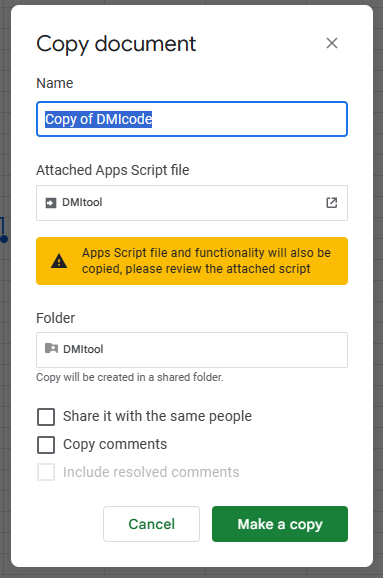 Copy document
Name
Copy of DMIcode
Attached Apps Script file
DMItool
Apps Script file and functionality will also be
copied, please review the attached script
Folder
DMItool
Copy will be created in a shared folder.
Share it with the same people
Copy comments
Include resolved comments
Cancel
Make a copy